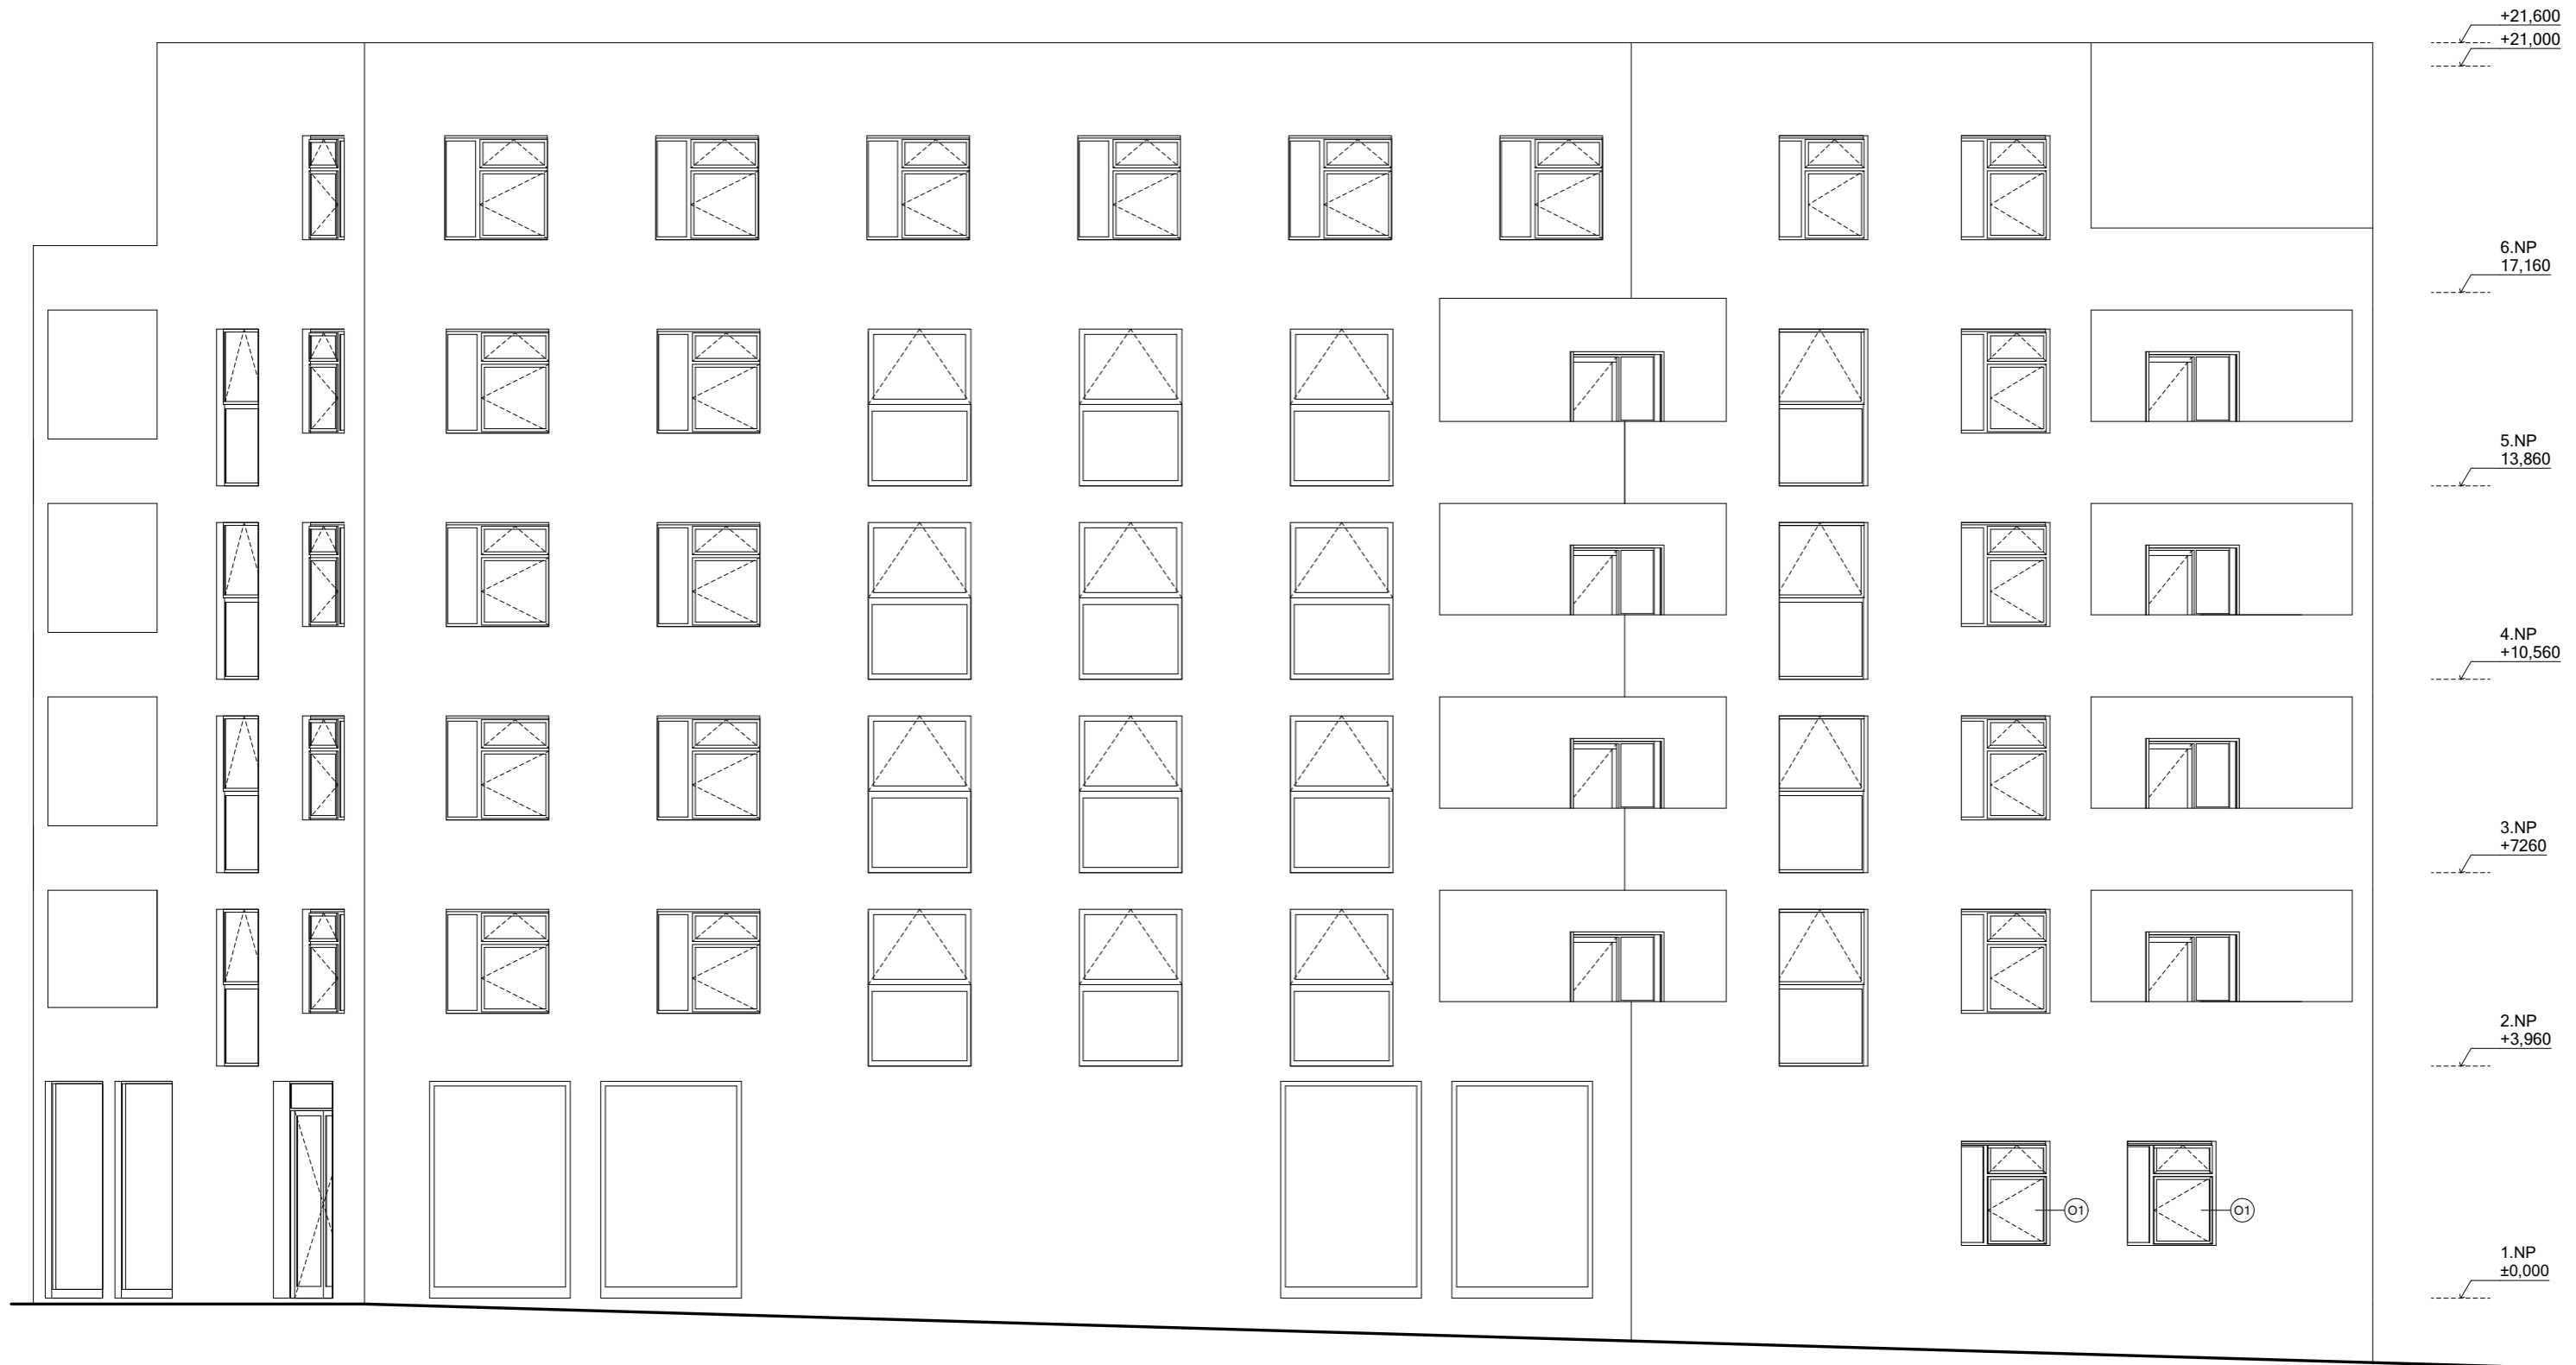 +21,600
+21,000
6.NP
17,160
5.NP
13,860
4.NP
+10,560
3.NP
+7260
2.NP
+3,960
O1
O1
1.NP
±0,000